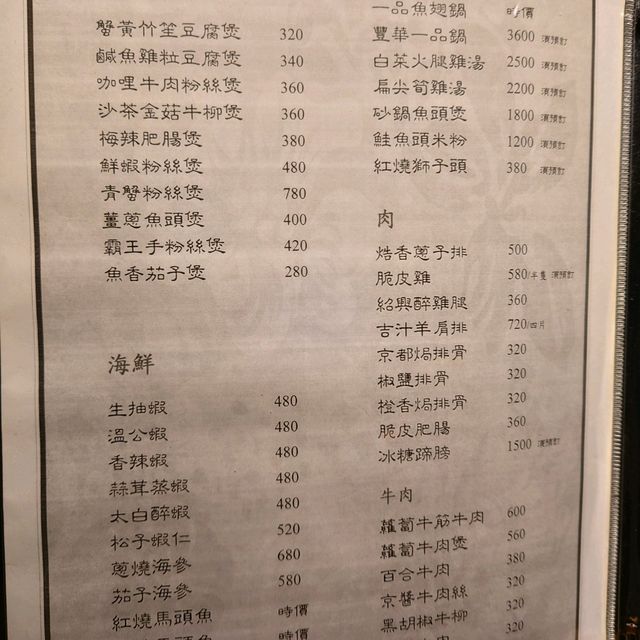 蟹黃竹笙豆腐煲 320
鹹魚雞粒豆腐煲 340
咖哩牛肉粉絲煲 360
沙茶金菇牛柳煲 360
梅辣肥腸煲 380
鮮蝦粉絲煲 480
青蟹粉絲煲 780
薑蔥魚頭煲 400
霸王手粉絲煲 420
魚香茄子煲 280
海鮮
生抽蝦 480
溫公蝦 480
香辣蝦 480
蒜茸蒸蝦 480
太白醉蝦 480
松子蝦仁 520
蔥燒海參 680
茄子海參 580
紅燒馬頭魚 時價
時價
一品魚翅鍋 時價
豐華一品鍋 3600 須預訂
白菜火腿雞湯 2500 須預訂
扁尖筍雞湯 2200 須預訂
砂鍋魚頭煲 1800 須預訂
鮭魚頭米粉 1200 須預訂
紅燒獅子頭 380 須預訂
肉
焅香蔥子排 500
脆皮雞 580/半隻 須預訂
紹興醉雞腿 360
吉汁羊肩排 720/四片
京都焗排骨 320
椒鹽排骨 320
橙香焗排骨 320
脆皮肥腸 360
冰糖蹄膀 1500 須預訂
牛肉
蘿蔔牛筋牛肉 600
蘿蔔牛肉煲 560
百合牛肉 380
京醬牛肉絲 320
黑胡椒牛柳 320
320